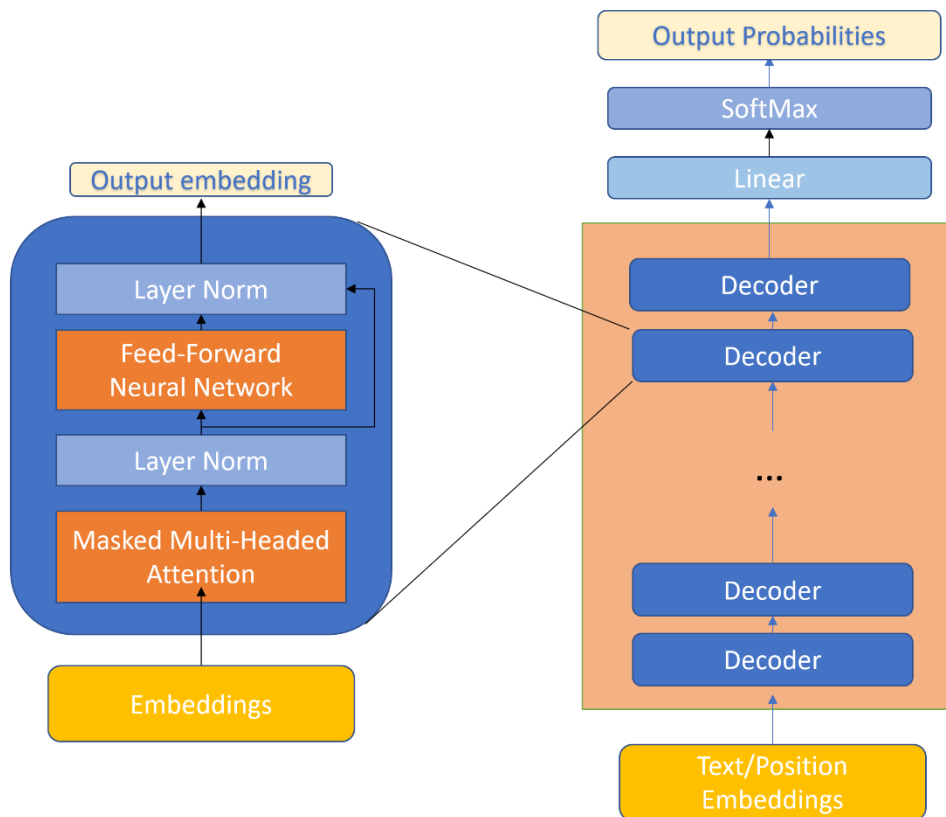 Output embedding
Layer Norm
Feed-Forward
Neural Network
Layer Norm
Masked Multi-Headed
Attention
Embeddings
Output Probabilities
SoftMax
Linear
Decoder
Decoder
...
Decoder
Decoder
Text/Position
Embeddings